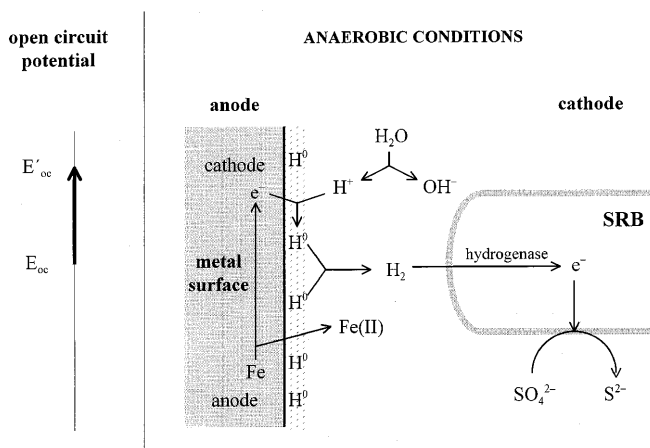 open circuit
potential
E′oc
Eoc
ANAEROBIC CONDITIONS
anode
cathode
cathode
H⁰
H₂O
e
H⁺
OH⁻
SRB
H⁰
metal
surface
H₂
hydrogenase
e⁻
H⁰
Fe(II)
Fe
H⁰
anode
H⁰
SO₄²⁻
S²⁻